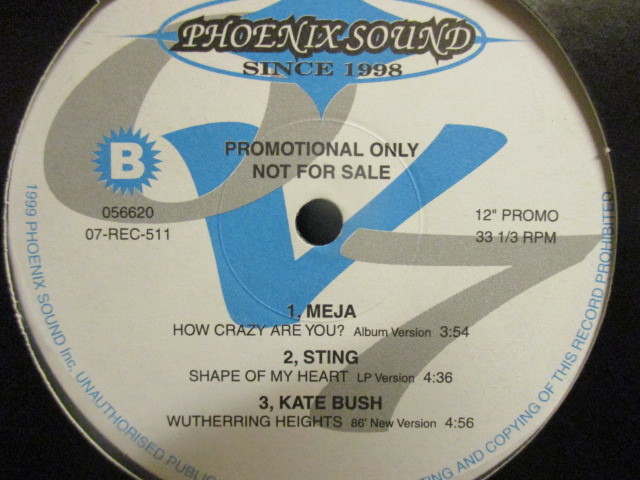 PHOENIX SOUND
SINCE 1998
PROMOTIONAL ONLY
NOT FOR SALE
B
056620
07-REC-511
12" PROMO
33 1/3 RPM
V
07
1, MEJA
HOW CRAZY ARE YOU? Album Version 3:54
2, STING
SHAPE OF MY HEART LP Version 4:36
3, KATE BUSH
WUTHERRING HEIGHTS 86' New Version 4:56
1999 PHOENIX SOUND Inc, UNAUTHORISED
AND COPYING OF THIS RECORD PROHIBITED